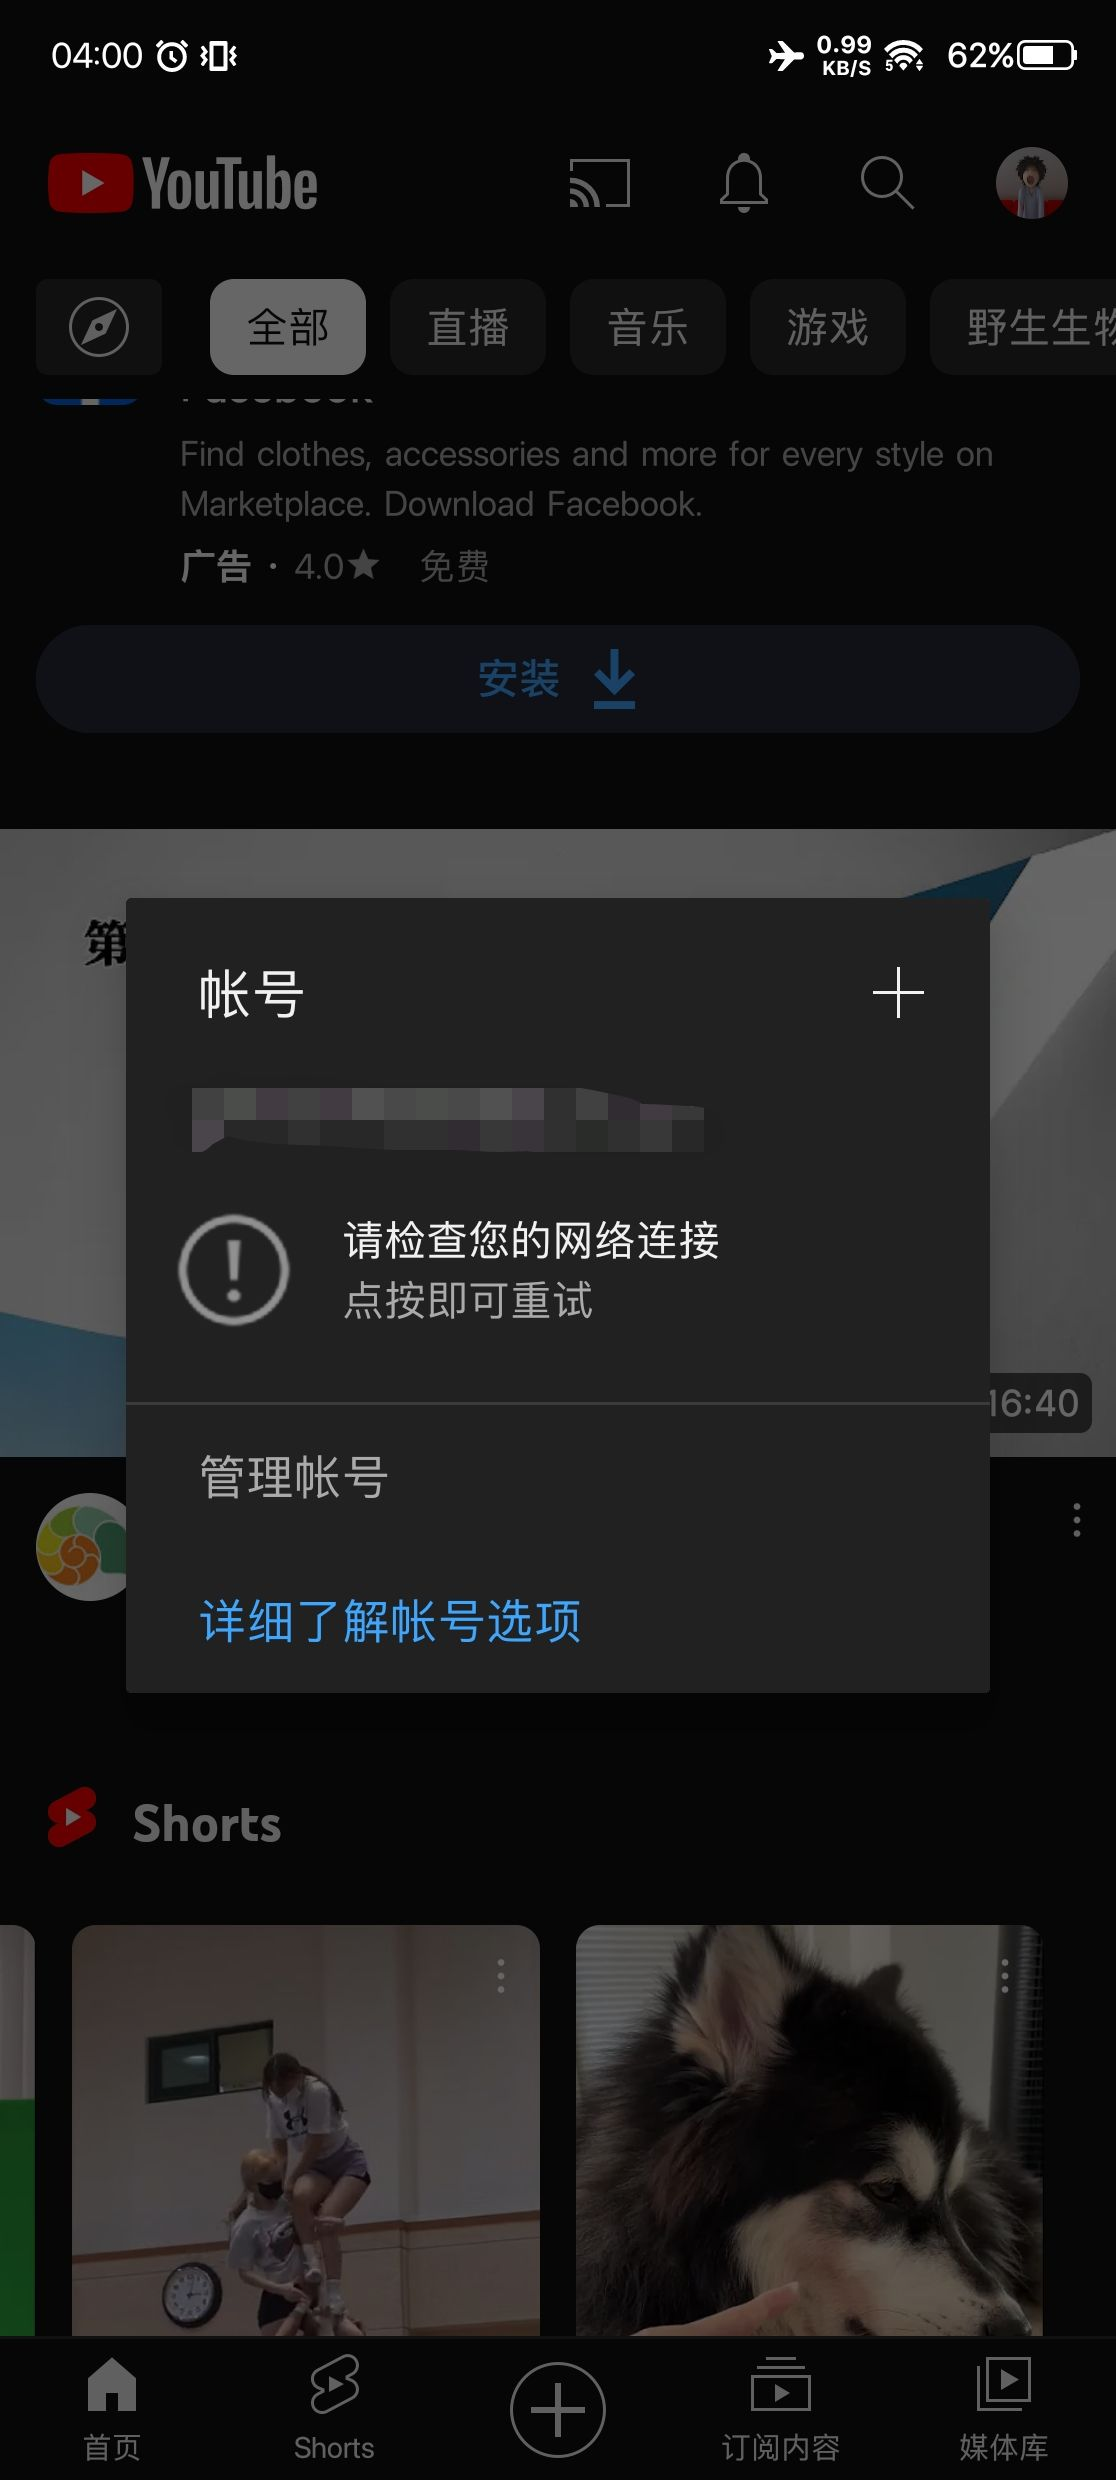 04:00
0.99
KB/S
5
62%
YouTube
全部
直播
音乐
游戏
野生生物
Facebook
Find clothes, accessories and more for every style on
Marketplace. Download Facebook.
广告 · 4.0★ 免费
安装
第
帐号
请检查您的网络连接
点按即可重试
16:40
管理帐号
详细了解帐号选项
Shorts
首页
Shorts
订阅内容
媒体库